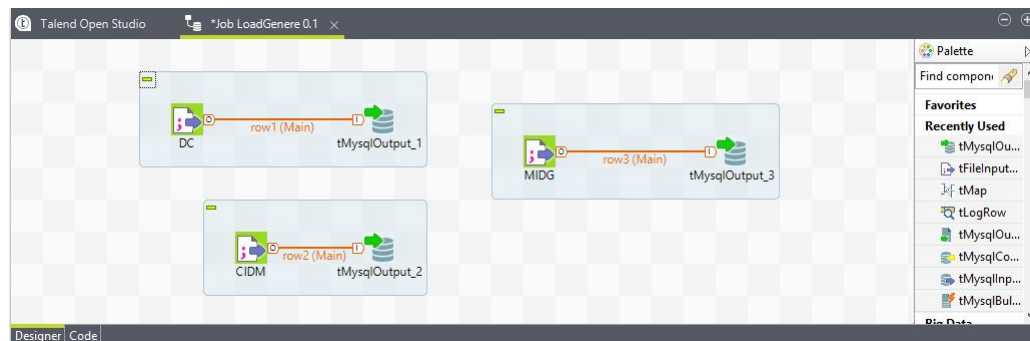 Talend Open Studio
*Job LoadGenere 0.1
Palette
Find compon
Favorites
Recently Used
tMysqlOu...
tFileInput...
tMap
tLogRow
tMysqlOu...
tMysqlCo...
tMysqlInp...
tMysqlBul...
Big Data
DC
row1 (Main)
tMysqlOutput_1
MIDG
row3 (Main)
tMysqlOutput_3
CIDM
row2 (Main)
tMysqlOutput_2
Designer Code